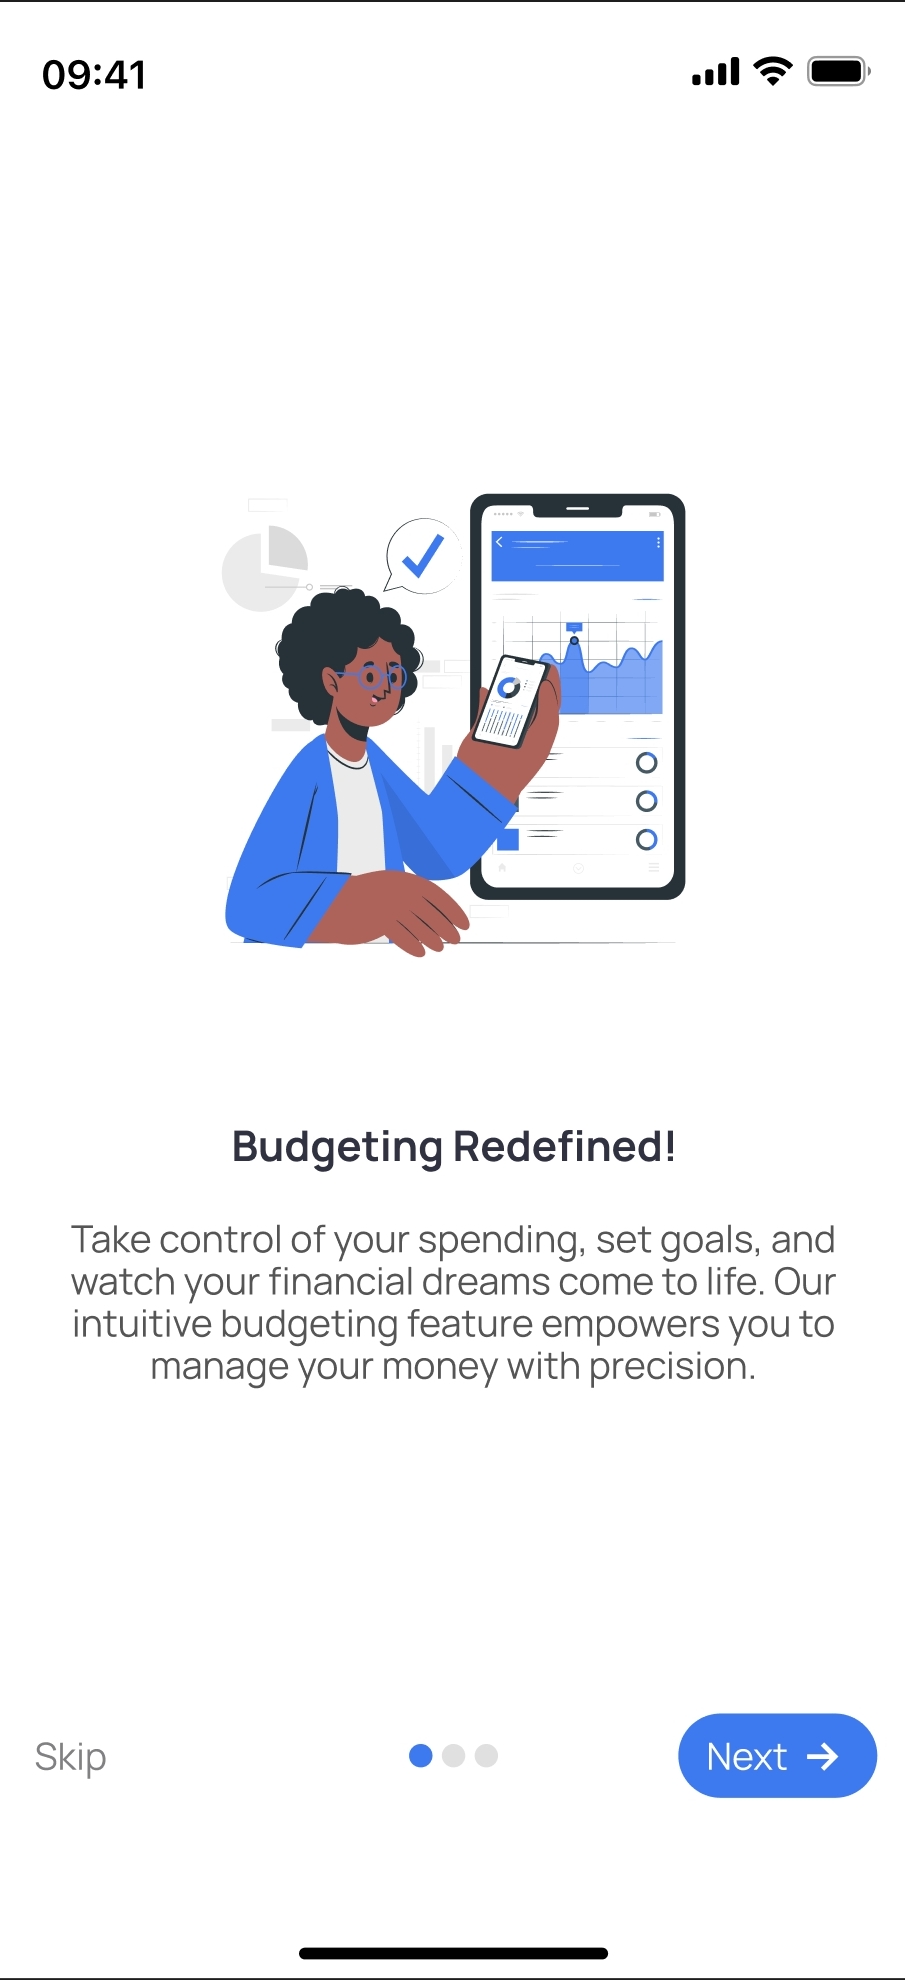 09:41
Budgeting Redefined!
Take control of your spending, set goals, and
watch your financial dreams come to life. Our
intuitive budgeting feature empowers you to
manage your money with precision.
Skip
Next →